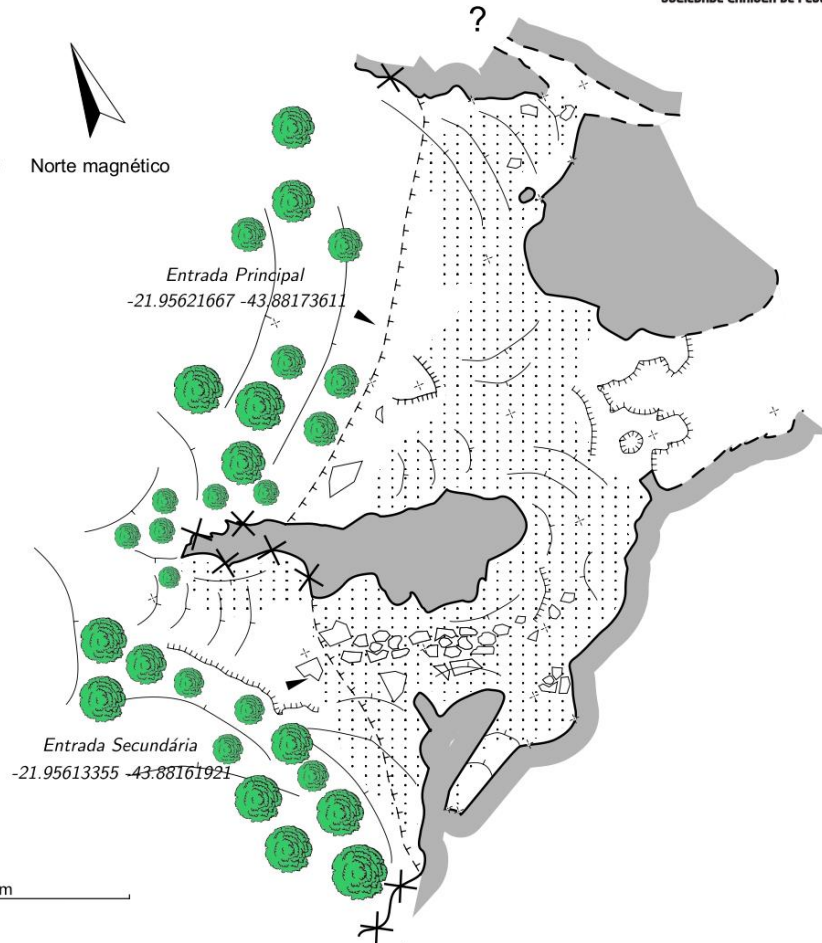 ?
Norte magnético
Entrada Principal
-21.95621667 -43.88173611
Entrada Secundária
-21.95613355 -43.88161921
m